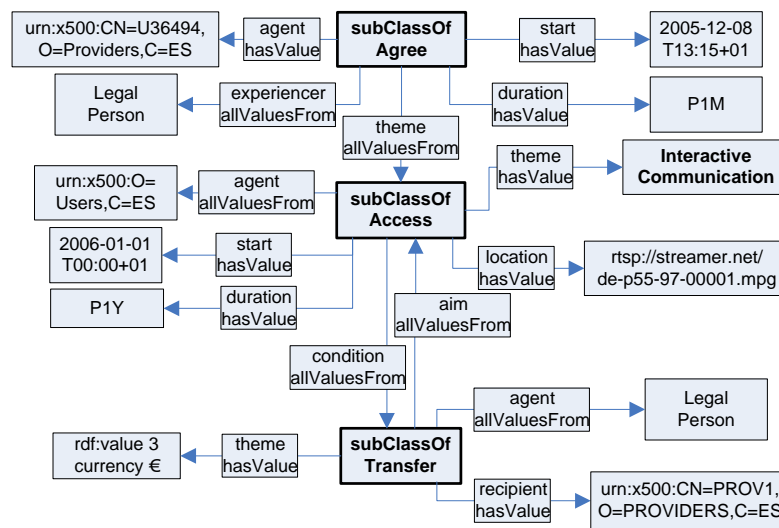 urn:x500:CN=U36494,
O=Providers,C=ES
agent
hasValue
subClassOf
Agree
start
hasValue
2005-12-08
T13:15+01
Legal
Person
experiencer
allValuesFrom
duration
hasValue
P1M
theme
allValuesFrom
theme
hasValue
Interactive
Communication
urn:x500:O=
Users,C=ES
agent
allValuesFrom
subClassOf
Access
2006-01-01
T00:00+01
start
hasValue
location
hasValue
rtsp://streamer.net/
de-p55-97-00001.mpg
P1Y
duration
hasValue
aim
allValuesFrom
condition
allValuesFrom
agent
allValuesFrom
Legal
Person
rdf:value 3
currency €
theme
hasValue
subClassOf
Transfer
recipient
hasValue
urn:x500:CN=PROV1,
O=PROVIDERS,C=ES